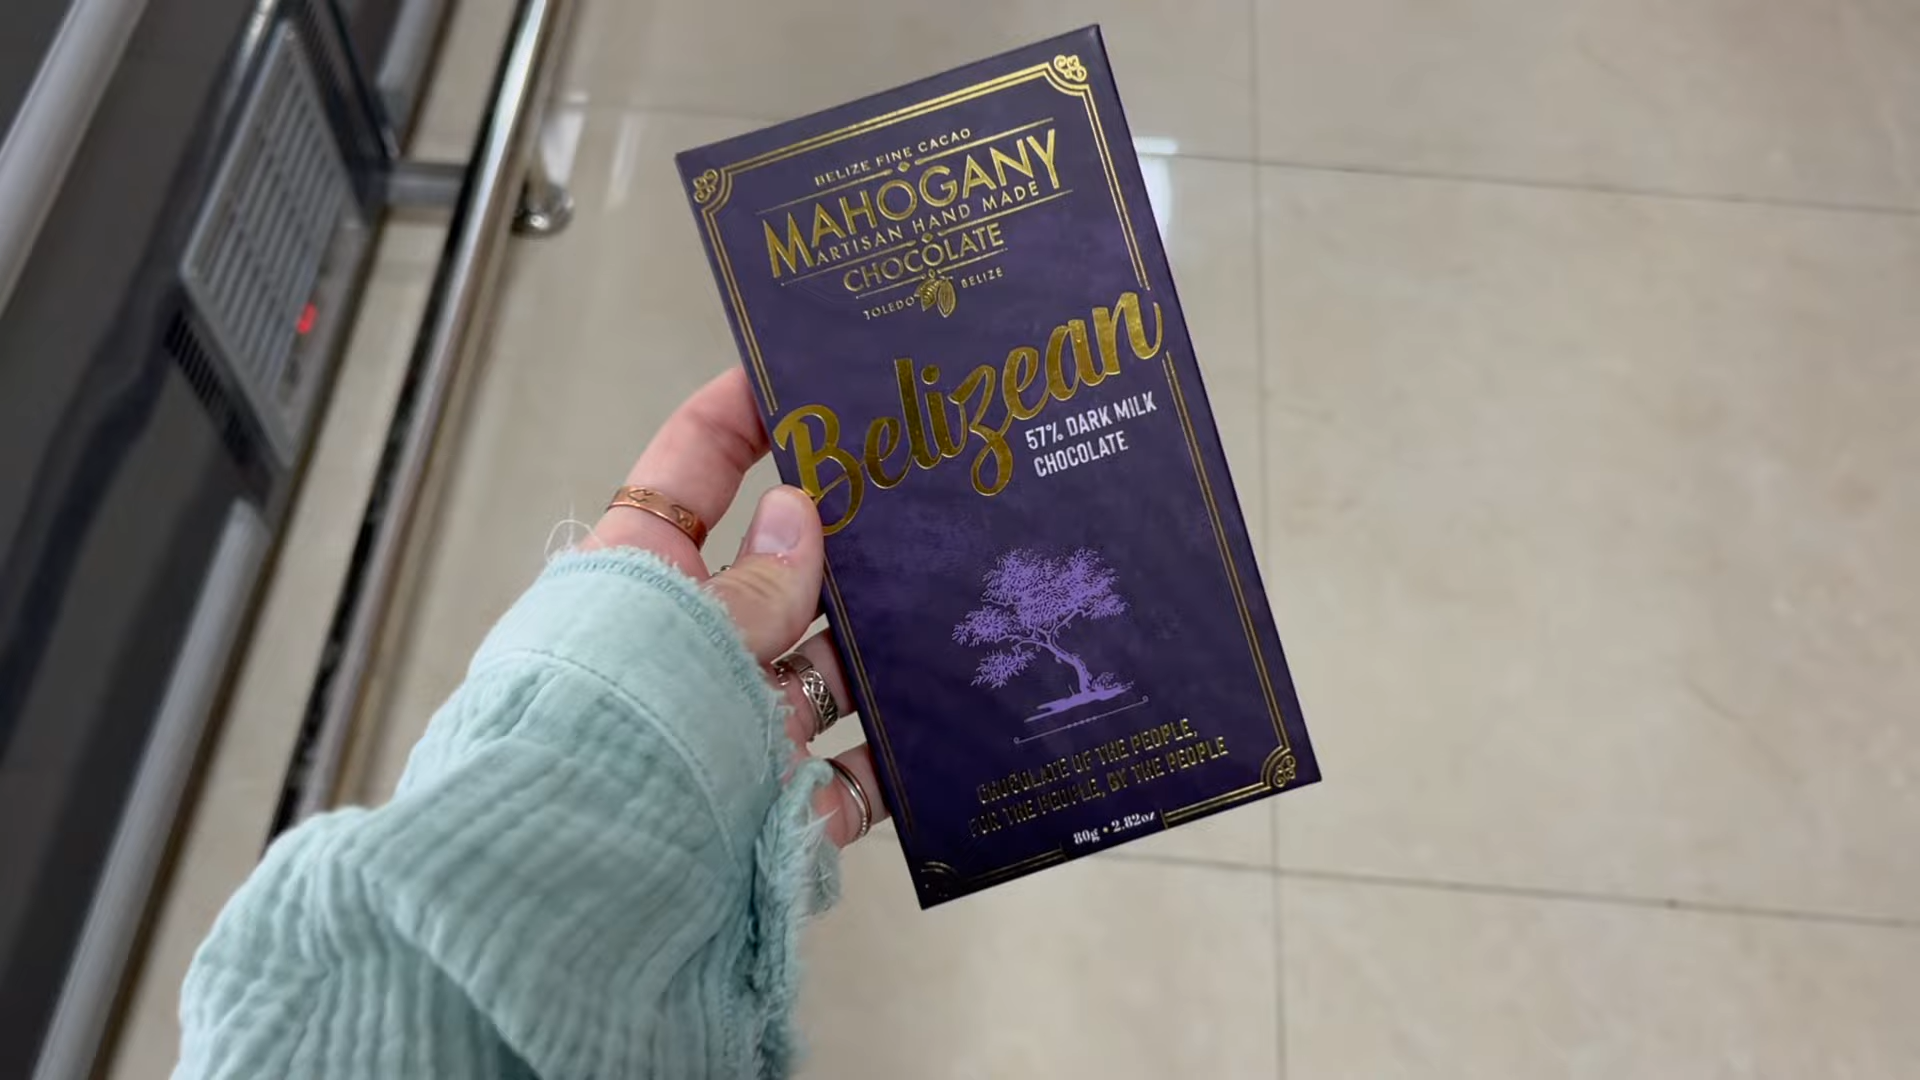 BELIZE FINE CACAO
MAHOGANY
ARTISAN HAND MADE
CHOCOLATE
TOLEDO BELIZE
Belizean
57% DARK MILK
CHOCOLATE
CHOCOLATE OF THE PEOPLE,
FOR THE PEOPLE, BY THE PEOPLE
80g • 2.82oz